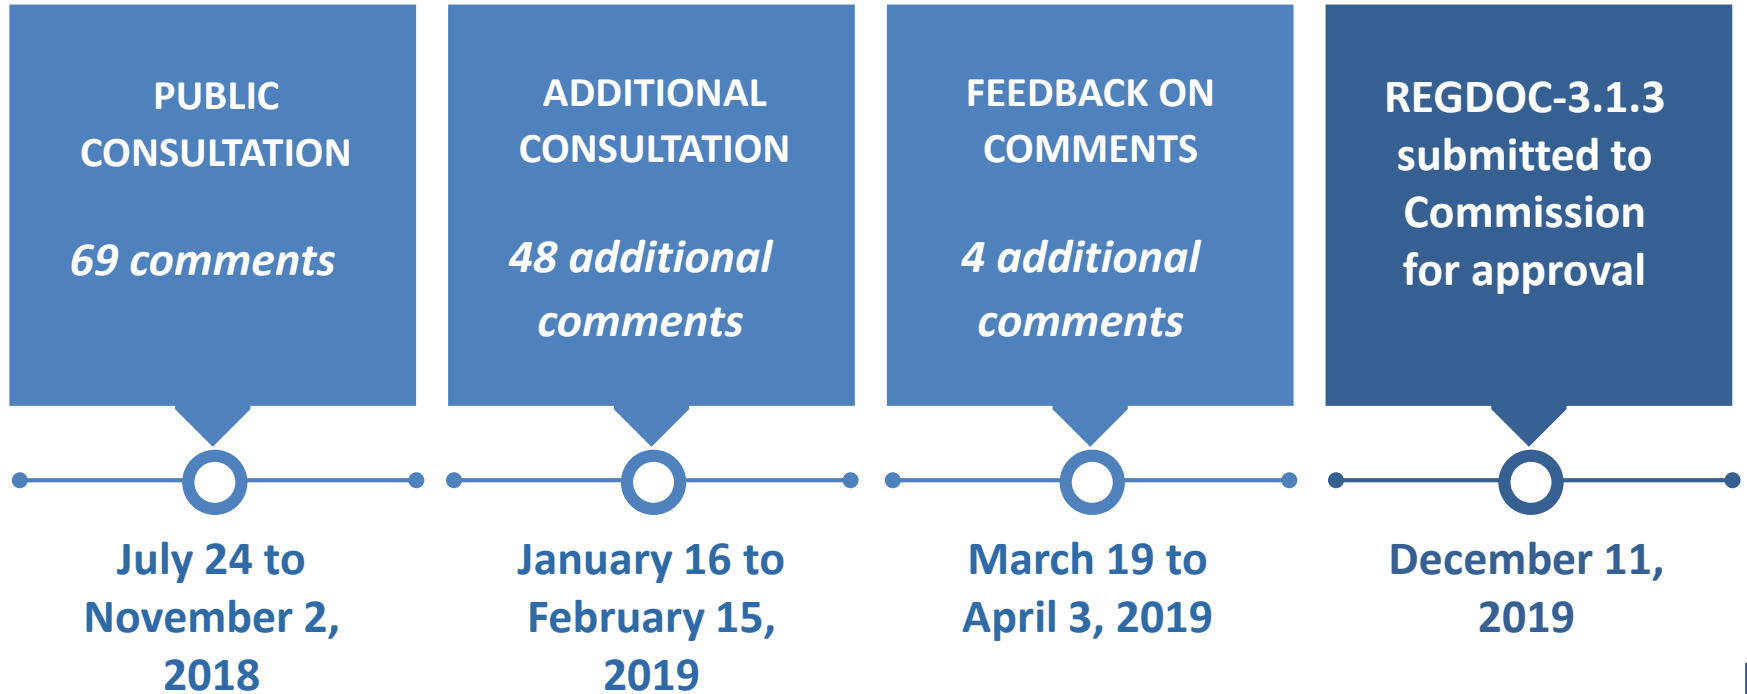 PUBLIC
CONSULTATION
69 comments
July 24 to
November 2,
2018
ADDITIONAL
CONSULTATION
48 additional
comments
January 16 to
February 15,
2019
FEEDBACK ON
COMMENTS
4 additional
comments
March 19 to
April 3, 2019
REGDOC-3.1.3
submitted to
Commission
for approval
December 11,
2019